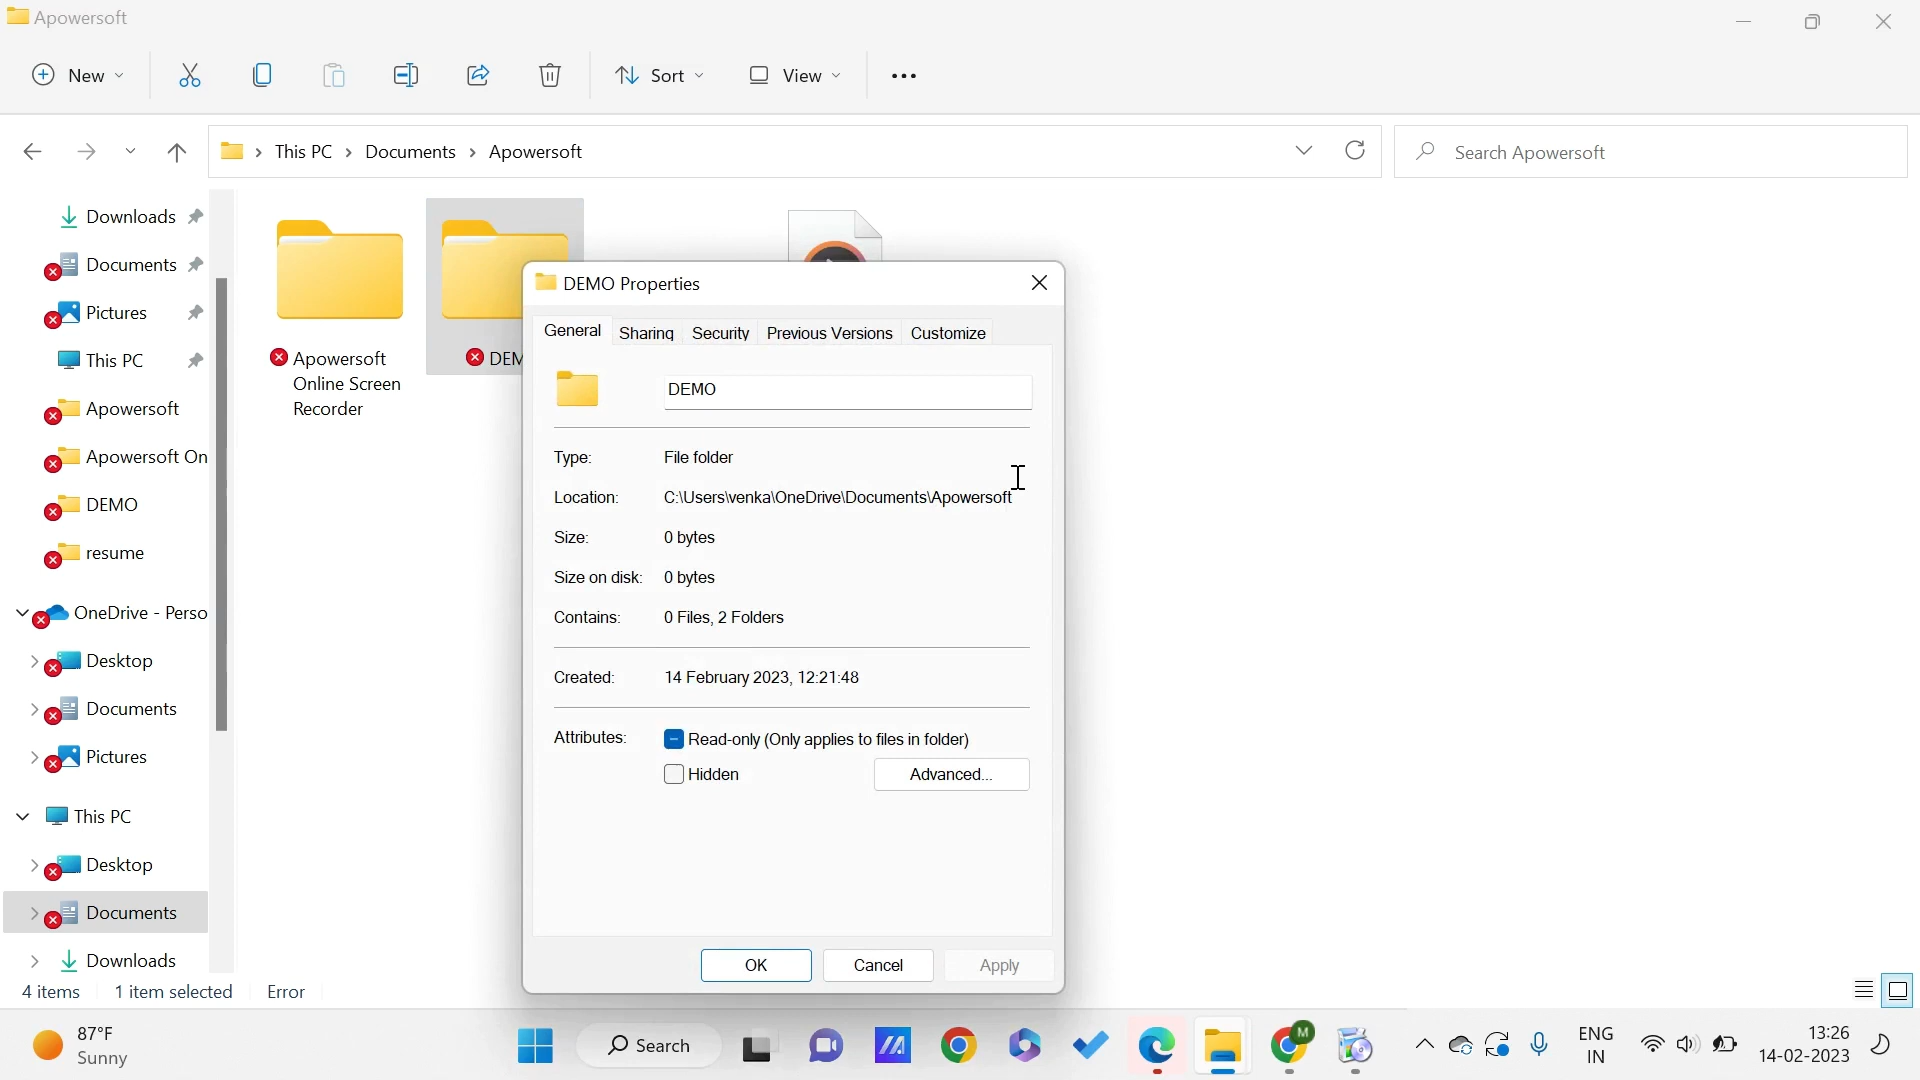 Apowersoft
New
Sort
View
This PC
Documents
Apowersoft
Search Apowersoft
Downloads
Documents
Pictures
This PC
Apowersoft
Apowersoft On
DEMO
resume
OneDrive - Perso
Desktop
Documents
Pictures
This PC
Desktop
Documents
Downloads
Apowersoft
Online Screen
Recorder
DEM
DEMO Properties
General
Sharing
Security
Previous Versions
Customize
DEMO
Type: File folder
Location: C:\Users\venka\OneDrive\Documents\Apowersoft
Size: 0 bytes
Size on disk: 0 bytes
Contains: 0 Files, 2 Folders
Created: 14 February 2023, 12:21:48
Attributes: Read-only (Only applies to files in folder)
Hidden
Advanced...
OK
Cancel
Apply
4 items
1 item selected
Error
87°F
Sunny
Search
M
ENG
IN
13:26
14-02-2023